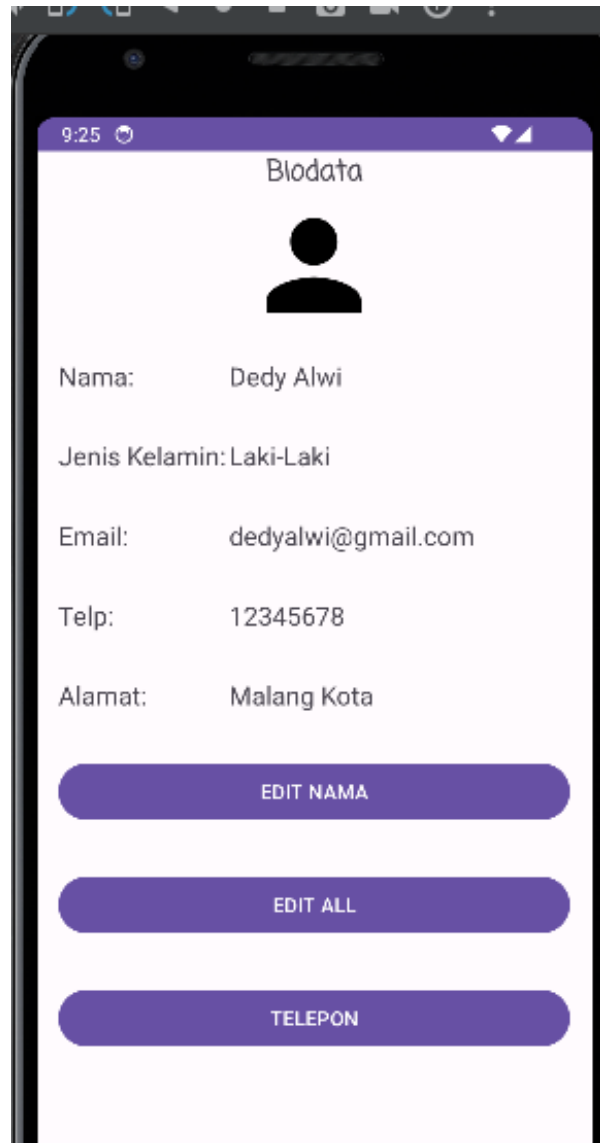 9:25
Biodata
Nama: Dedy Alwi
Jenis Kelamin: Laki-Laki
Email: dedyalwi@gmail.com
Telp: 12345678
Alamat: Malang Kota
EDIT NAMA
EDIT ALL
TELEPON